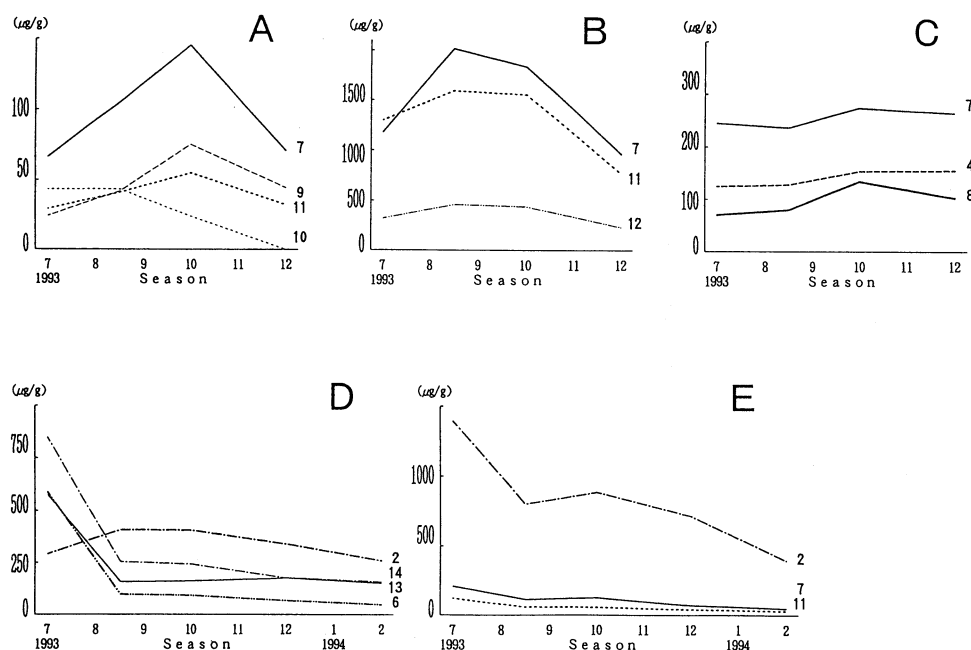 (μg/g)
A
100
50
0
7
9
11
10
7 8 9 10 11 12
1993 Season
(μg/g)
B
1500
1000
500
0
7
11
12
7 8 9 10 11 12
1993 Season
(μg/g)
C
300
200
100
0
7
4
8
7 8 9 10 11 12
1993 Season
(μg/g)
D
750
500
250
0
2
14
13
6
7 8 9 10 11 12 1 2
1993 Season 1994
(μg/g)
E
1000
500
0
2
7
11
7 8 9 10 11 12 1 2
1993 Season 1994